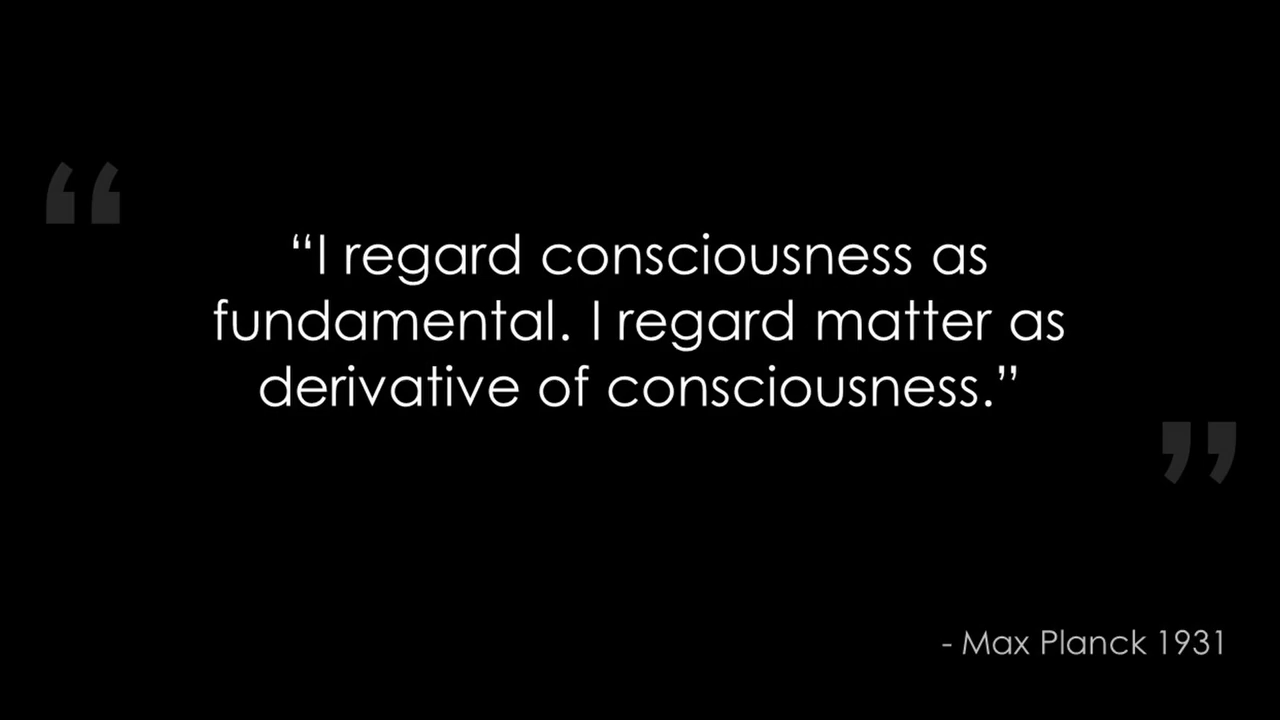 “I regard consciousness as
fundamental. I regard matter as
derivative of consciousness.”
- Max Planck 1931